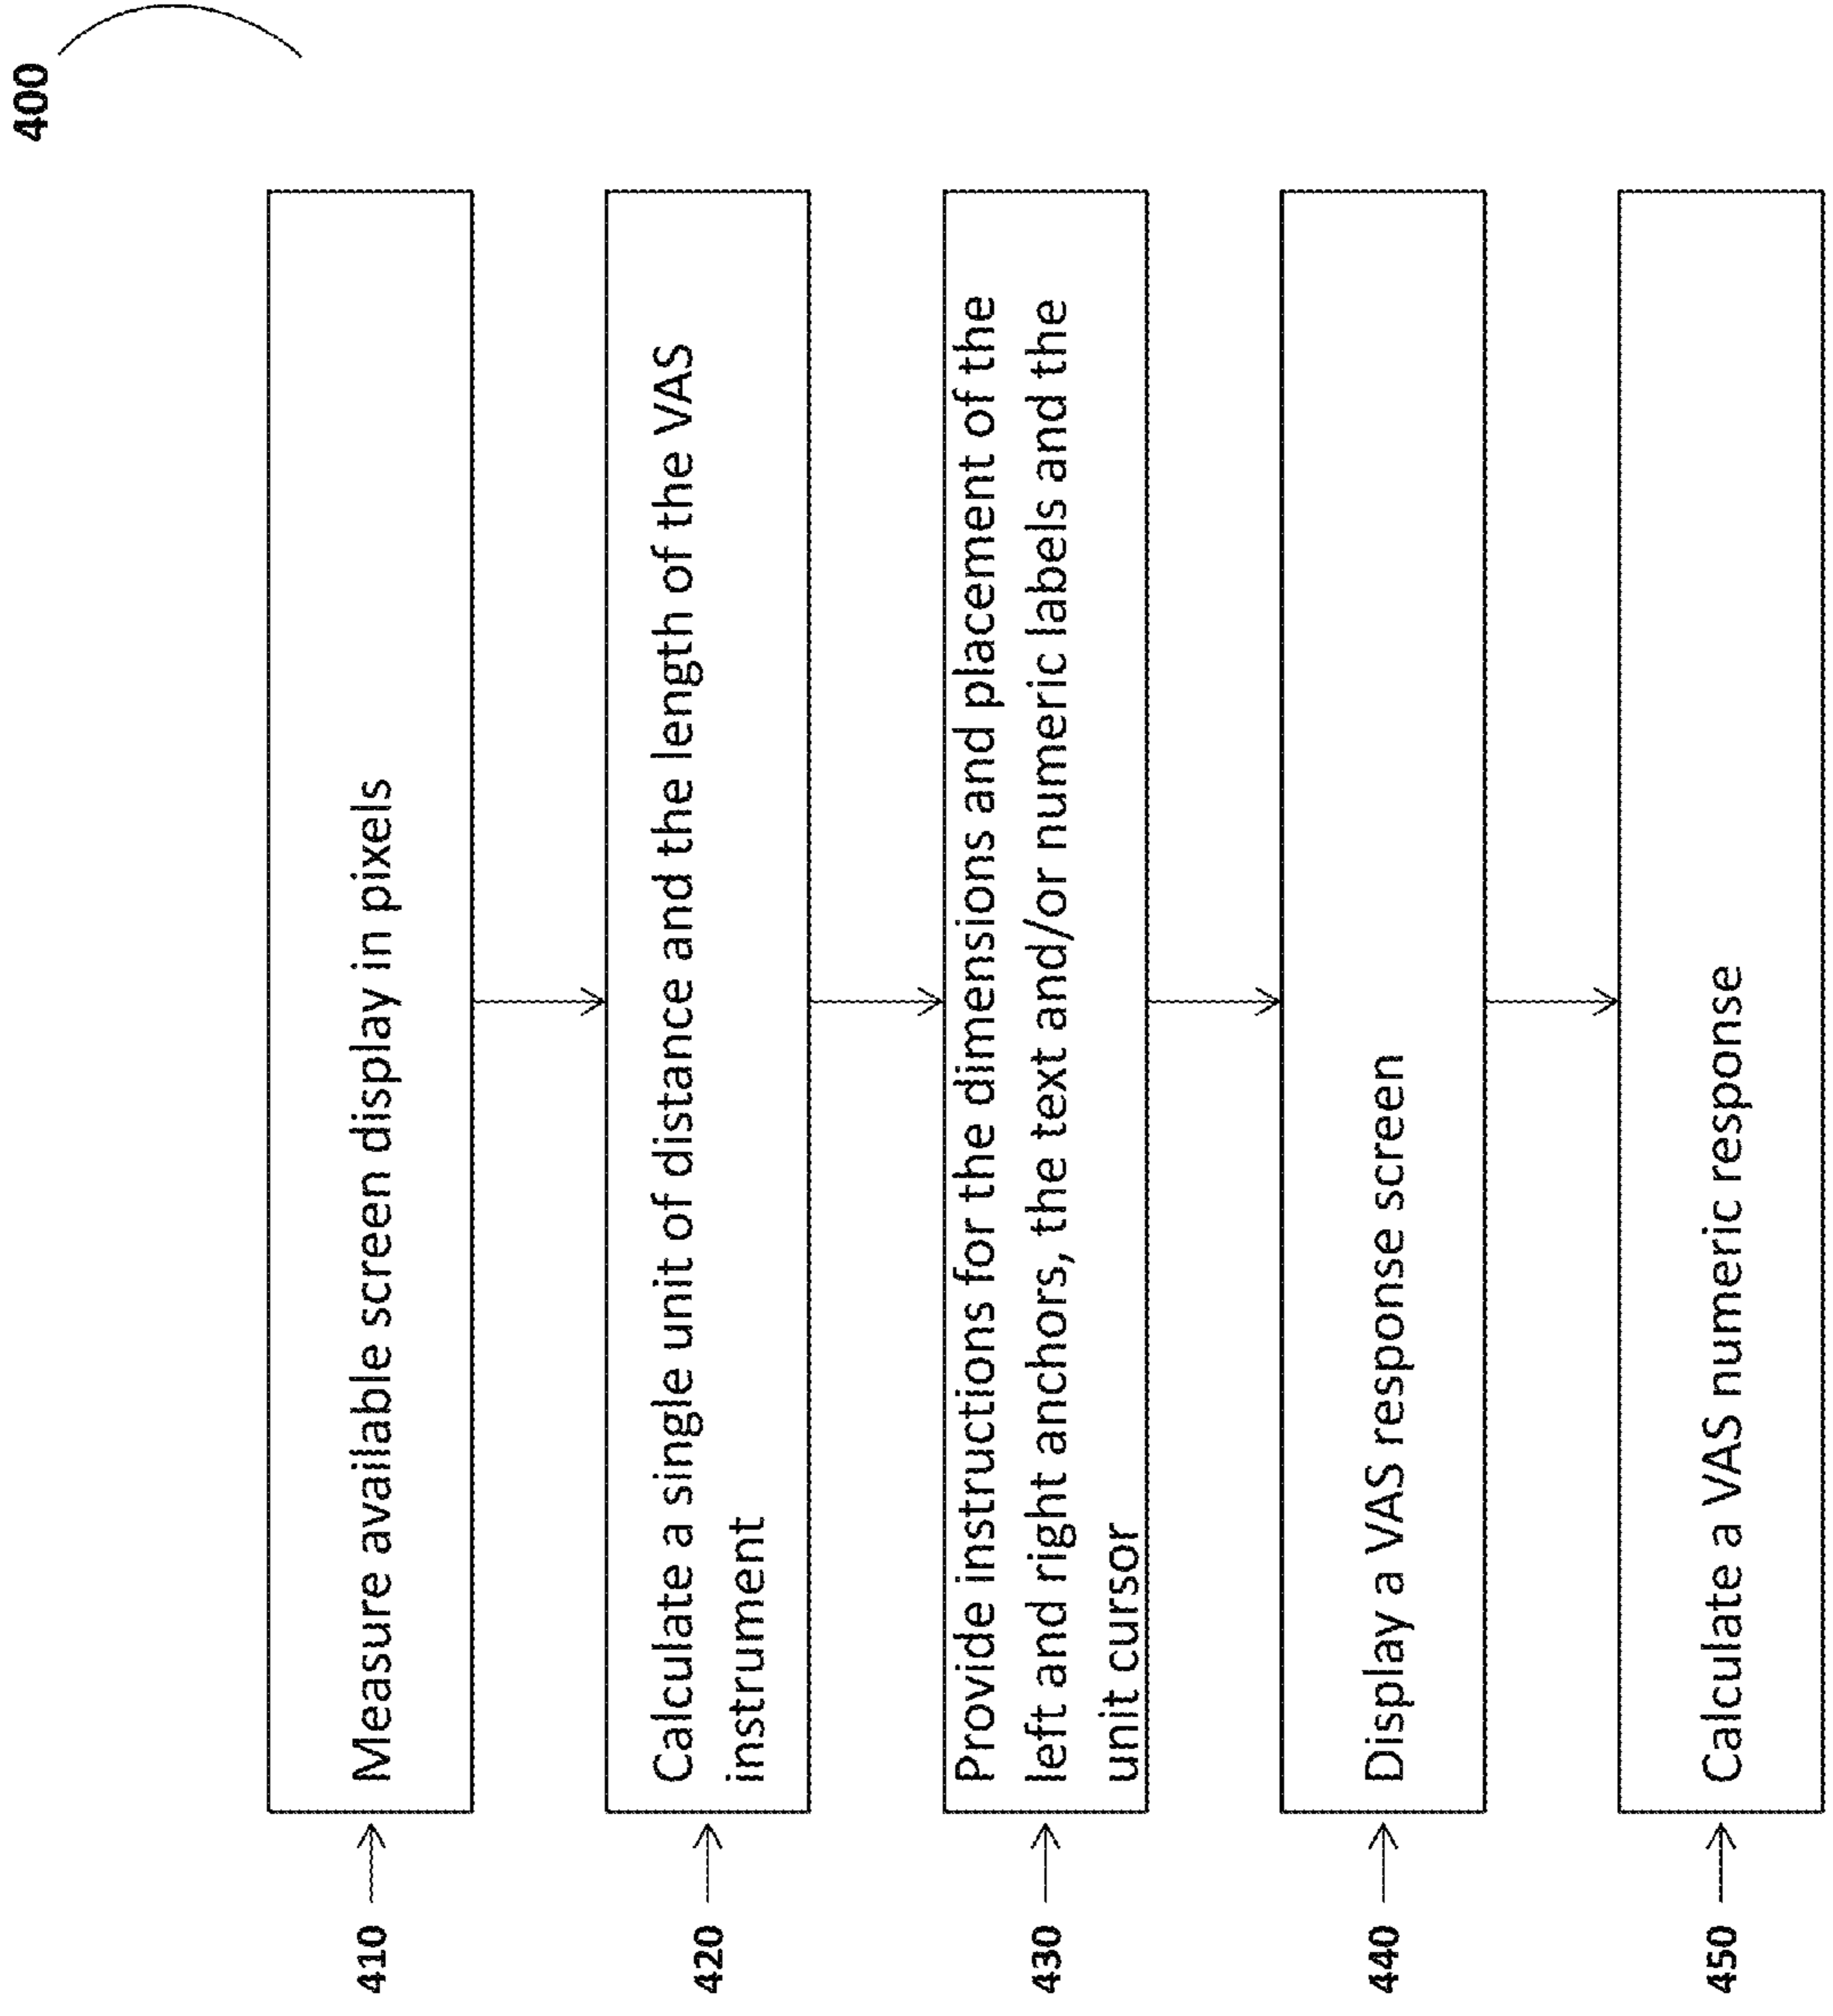 400
410
Measure available screen display in pixels
420
Calculate a single unit of distance and the length of the VAS
instrument
430
Provide instructions for the dimensions and placement of the
left and right anchors, the text and/or numeric labels and the
unit cursor
440
Display a VAS response screen
450
Calculate a VAS numeric response